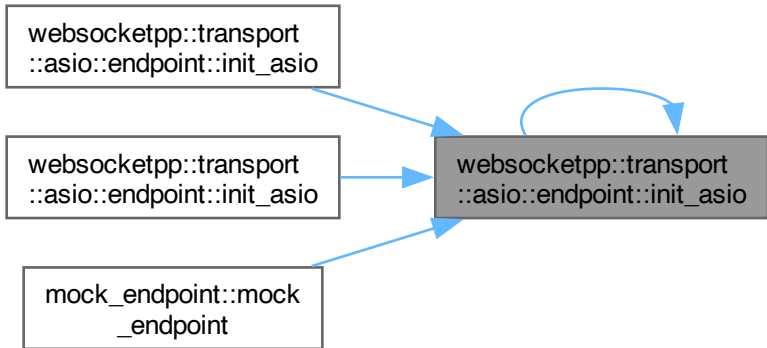 websocketpp::transport
::asio::endpoint::init_asio
websocketpp::transport
::asio::endpoint::init_asio
websocketpp::transport
::asio::endpoint::init_asio
mock_endpoint::mock
_endpoint